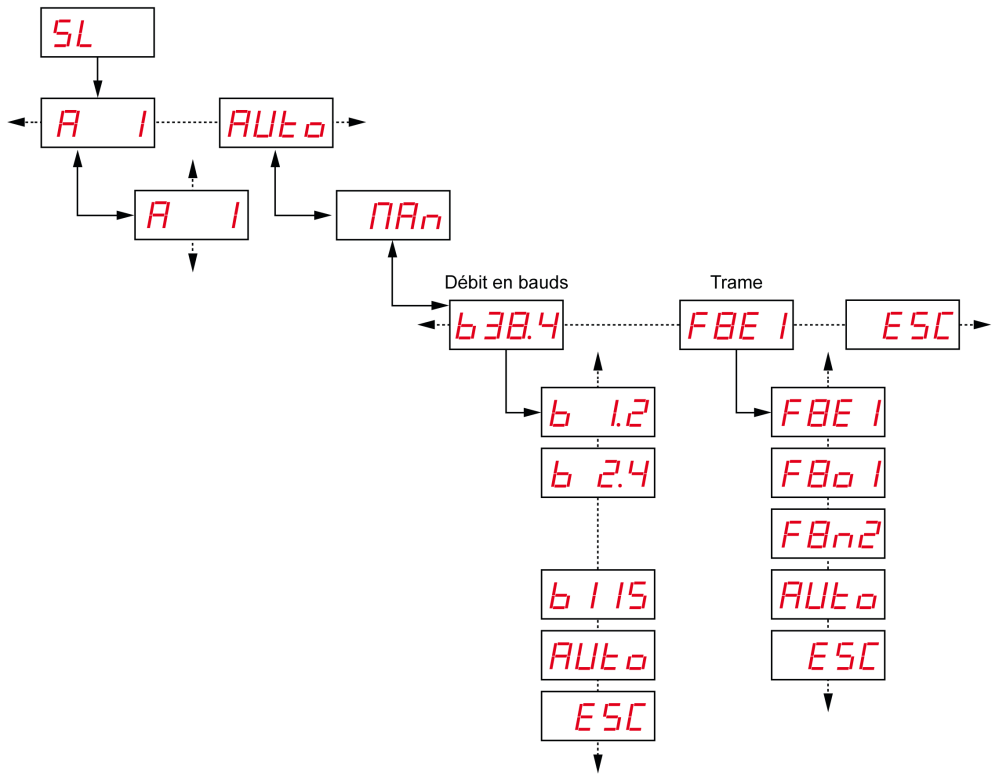 SL
A 1
AUto
A 1
MAn
Débit en bauds
Trame
b38.4
F8E1
ESC
b 1.2
F8E1
b 2.4
F8o1
F8n2
b115
AUto
AUto
ESC
ESC